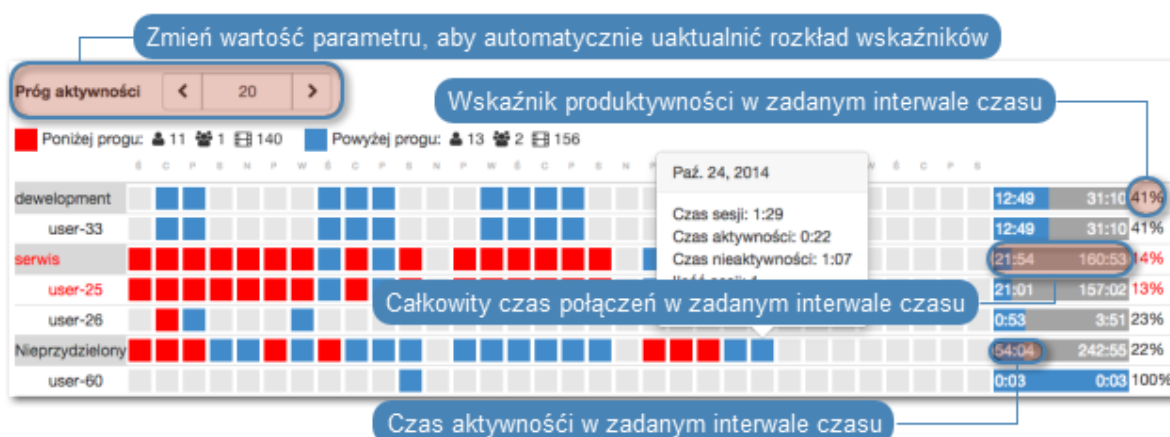 Zmień wartość parametru, aby automatycznie uaktualnić rozkład wskaźników
Próg aktywności 20
Wskaźnik produktywności w zadanym interwale czasu
Poniżej progu: 11 1 140 Powyżej progu: 13 2 156
Ś C P S N P W Ś C P S N P W Ś C P S N P W Ś C P S
Paź. 24, 2014
dewelopment 12:49 31:10 41%
Czas sesji: 1:29
user-33 12:49 31:10 41%
Czas aktywności: 0:22
serwis 21:54 160:53 14%
Czas nieaktywności: 1:07
user-25 21:01 157:02 13%
Całkowity czas połączeń w zadanym interwale czasu
user-26 0:53 3:51 23%
Nieprzydzielony 54:04 242:55 22%
user-60 0:03 0:03 100%
Czas aktywnośći w zadanym interwale czasu